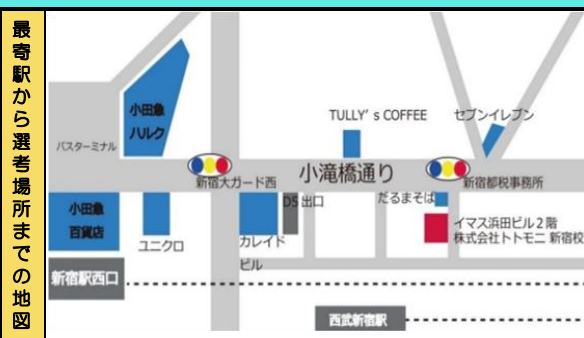 最寄駅から選考場所までの地図
小田急
ハルク
バスターミナル
TULLY's COFFEE
セブンイレブン
小滝橋通り
新宿大ガード西
新宿都税事務所
小田急
百貨店
ユニクロ
カレイド
ビル
D5出口
だるまそば
イマス浜田ビル2階
株式会社トトモニ 新宿校
新宿駅西口
西武新宿駅